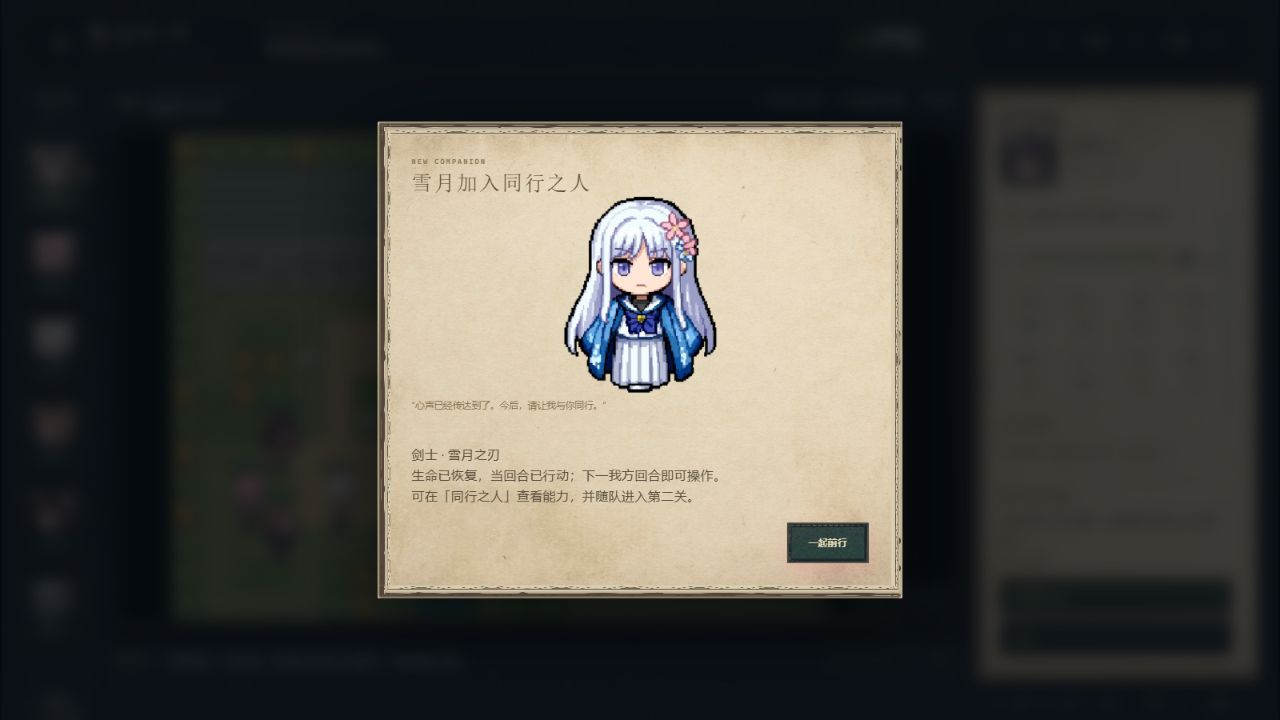 NEW COMPANION
雪月加入同行之人
“心声已经传达到了。今后，请让我与你同行。”
剑士 · 雪月之刃
生命已恢复，当回合已行动；下一我方回合即可操作。
可在「同行之人」查看能力，并随队进入第二关。
一起前行